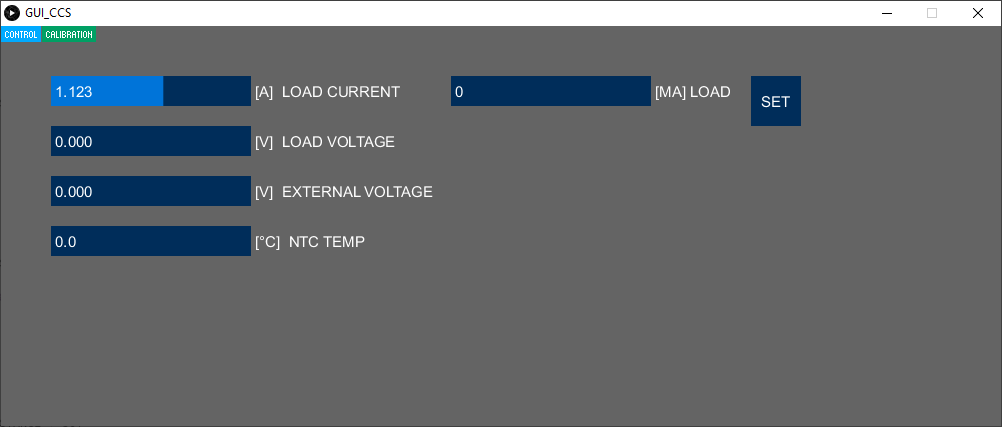 GUI_CCS
CONTROL CALIBRATION
1.123 [A] LOAD CURRENT 0 [MA] LOAD SET
0.000 [V] LOAD VOLTAGE
0.000 [V] EXTERNAL VOLTAGE
0.0 [°C] NTC TEMP